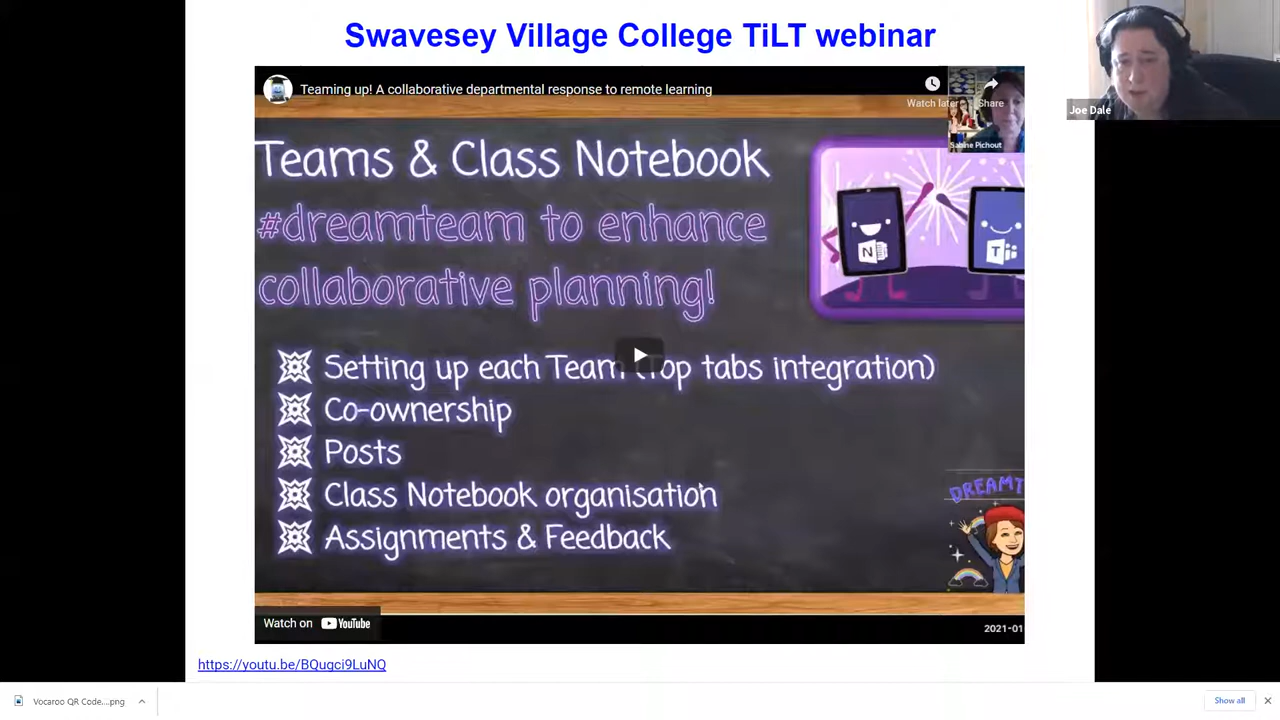 Swavesey Village College TiLT webinar
Joe Dale
Teaming up! A collaborative departmental response to remote learning
Watch later
Share
Sabine Pichout
Teams & Class Notebook
#dreamteam to enhance
collaborative planning!
N
T
Setting up each Team (Top tabs integration)
Co-ownership
Posts
Class Notebook organisation
Assignments & Feedback
DREAMT
Watch on YouTube
2021-01
https://youtu.be/BQugci9LuNQ
Vocaroo QR Code....png
Show all